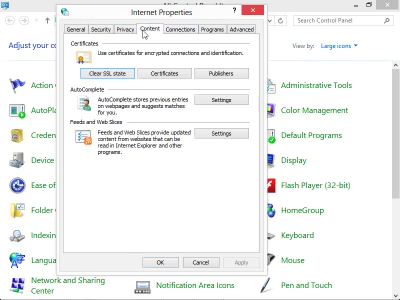 Internet Properties
General Security Privacy Content Connections Programs Advanced
Certificates
Use certificates for encrypted connections and identification.
Clear SSL state Certificates Publishers
AutoComplete
AutoComplete stores previous entries
on webpages and suggests matches
for you.
Settings
Feeds and Web Slices
Feeds and Web Slices provide updated
content from websites that can be
read in Internet Explorer and other
programs.
Settings
OK Cancel Apply
Search Control Panel
Adjust your co
View by: Large icons
Action
AutoPla
Creden
Device
Ease of
Folder
Indexin
Langua
Network and Sharing
Center
Notification Area Icons
Administrative Tools
Color Management
Default Programs
Display
Flash Player (32-bit)
HomeGroup
Keyboard
Mouse
Pen and Touch